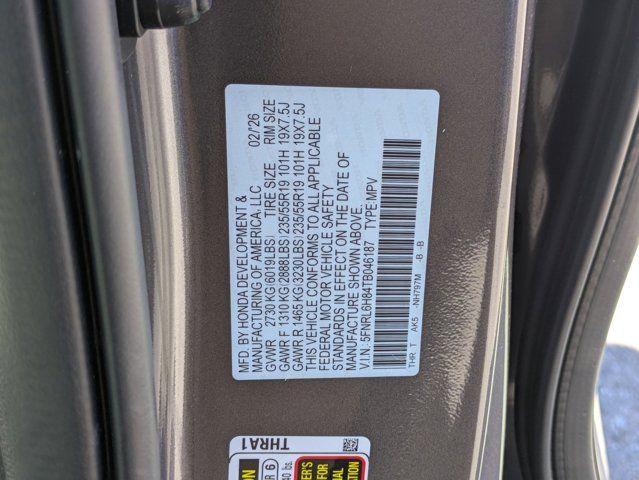 MFD. BY HONDA DEVELOPMENT & 02/'26
MANUFACTURING OF AMERICA, LLC
GVWR 2730 KG(6019LBS) TIRE SIZE RIM SIZE
GAWR F 1310 KG(2888LBS)235/55R19 101H 19X7.5J
GAWR R 1465 KG(3230LBS)235/55R19 101H 19X7.5J
THIS VEHICLE CONFORMS TO ALL APPLICABLE
FEDERAL MOTOR VEHICLE SAFETY
STANDARDS IN EFFECT ON THE DATE OF
MANUFACTURE SHOWN ABOVE.
V.I.N.: 5FNRL6H84TB046187 TYPE:MPV
THR T AK5 -NH797M -B -B
THRA1